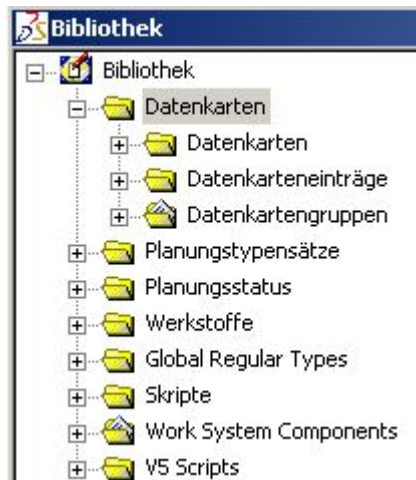 Bibliothek
Bibliothek
Datenkarten
Datenkarten
Datenkarteneinträge
Datenkartengruppen
Planungstypensätze
Planungsstatus
Werkstoffe
Global Regular Types
Skripte
Work System Components
V5 Scripts